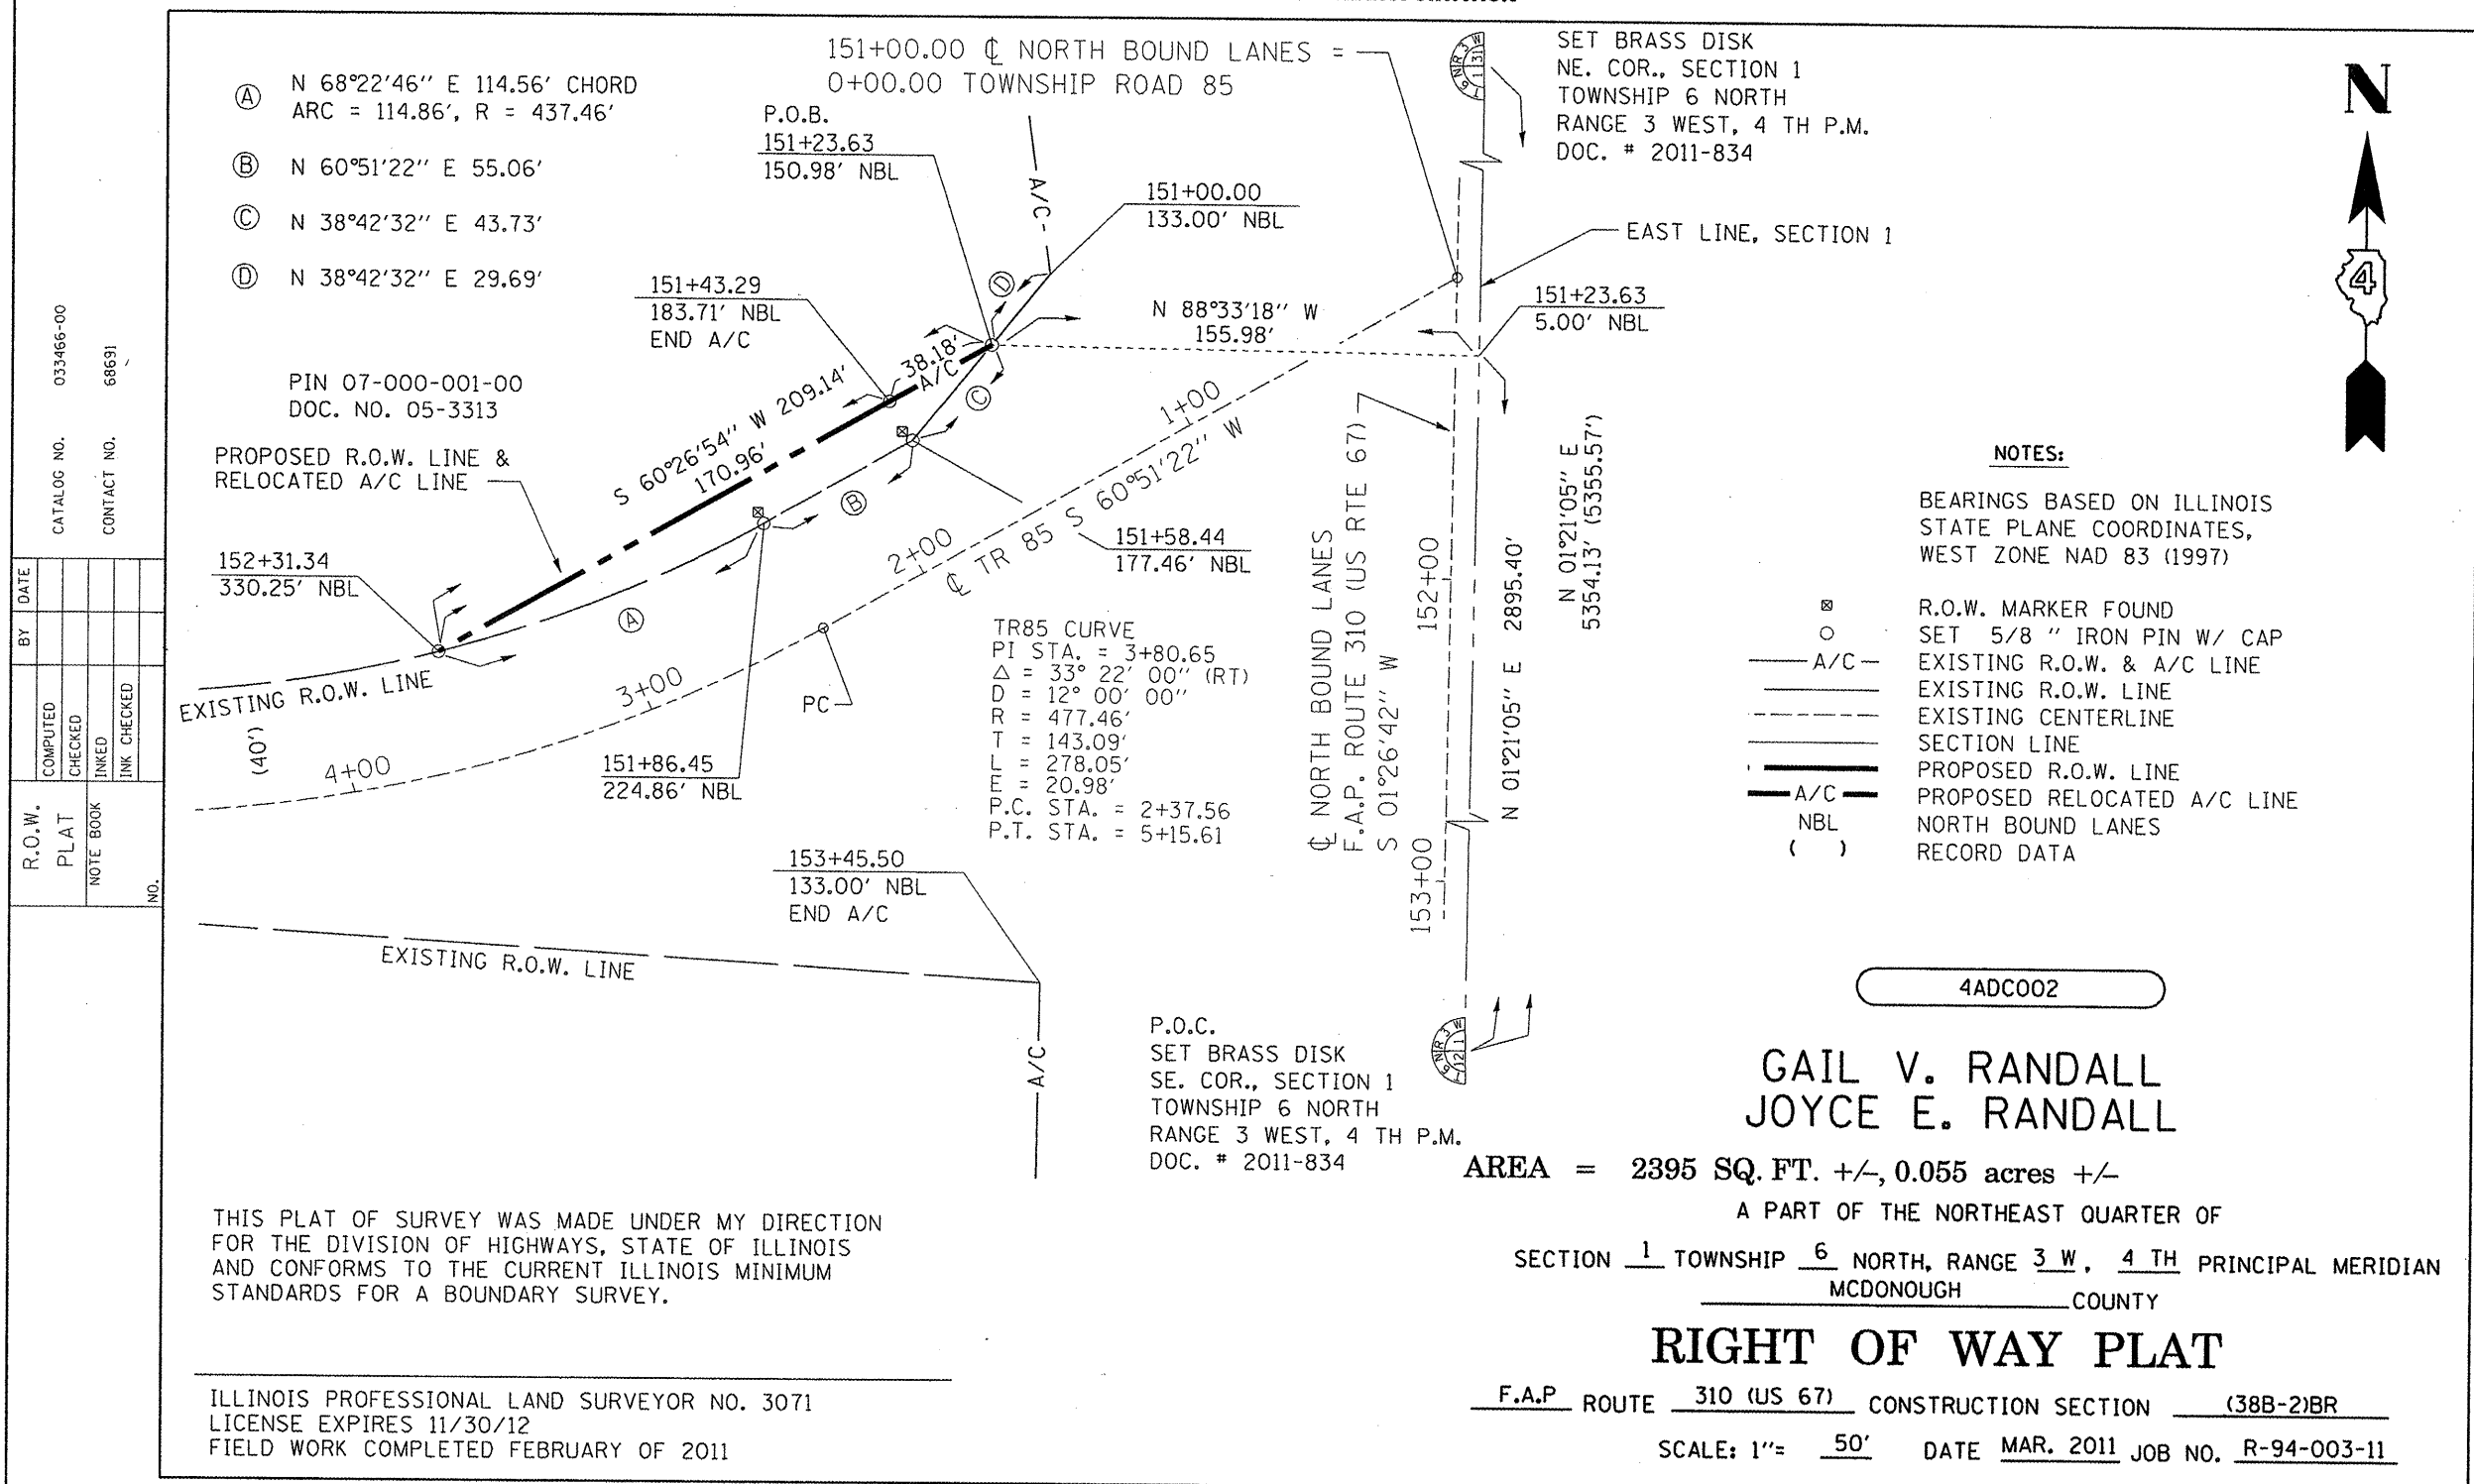 151+00.00 ℄ NORTH BOUND LANES =
0+00.00 TOWNSHIP ROAD 85
Ⓐ N 68°22'46" E 114.56' CHORD
ARC = 114.86', R = 437.46'
Ⓑ N 60°51'22" E 55.06'
Ⓒ N 38°42'32" E 43.73'
Ⓓ N 38°42'32" E 29.69'
P.O.B.
151+23.63
150.98' NBL
A/C
151+00.00
133.00' NBL
SET BRASS DISK
NE. COR., SECTION 1
TOWNSHIP 6 NORTH
RANGE 3 WEST, 4 TH P.M.
DOC. # 2011-834
T 6 N R 3 W
1 31
N
4
EAST LINE, SECTION 1
151+43.29
183.71' NBL
END A/C
Ⓓ
N 88°33'18" W
155.98'
151+23.63
5.00' NBL
PIN 07-000-001-00
DOC. NO. 05-3313
38.18'
A/C
Ⓒ
S 60°26'54" W 209.14'
170.96'
PROPOSED R.O.W. LINE &
RELOCATED A/C LINE
Ⓑ
1+00
2+00
℄ TR 85 S 60°51'22" W
151+58.44
177.46' NBL
152+31.34
330.25' NBL
Ⓐ
EXISTING R.O.W. LINE
(40')
3+00
4+00
PC
151+86.45
224.86' NBL
TR85 CURVE
PI STA. = 3+80.65
△ = 33° 22' 00" (RT)
D = 12° 00' 00"
R = 477.46'
T = 143.09'
L = 278.05'
E = 20.98'
P.C. STA. = 2+37.56
P.T. STA. = 5+15.61
℄ NORTH BOUND LANES
F.A.P. ROUTE 310 (US RTE 67)
S 01°26'42" W
152+00
153+00
N 01°21'05" E 2895.40'
N 01°21'05" E
5354.13' (5355.57')
153+45.50
133.00' NBL
END A/C
EXISTING R.O.W. LINE
A/C
P.O.C.
SET BRASS DISK
SE. COR., SECTION 1
TOWNSHIP 6 NORTH
RANGE 3 WEST, 4 TH P.M.
DOC. # 2011-834
T 6 N R 3 W
12 1
NOTES:
BEARINGS BASED ON ILLINOIS
STATE PLANE COORDINATES,
WEST ZONE NAD 83 (1997)
R.O.W. MARKER FOUND
SET 5/8 " IRON PIN W/ CAP
A/C EXISTING R.O.W. & A/C LINE
EXISTING R.O.W. LINE
EXISTING CENTERLINE
SECTION LINE
PROPOSED R.O.W. LINE
A/C PROPOSED RELOCATED A/C LINE
NBL NORTH BOUND LANES
( ) RECORD DATA
4ADC002
GAIL V. RANDALL
JOYCE E. RANDALL
AREA = 2395 SQ. FT. +/-, 0.055 acres +/-
A PART OF THE NORTHEAST QUARTER OF
SECTION 1 TOWNSHIP 6 NORTH, RANGE 3 W, 4 TH PRINCIPAL MERIDIAN
MCDONOUGH COUNTY
RIGHT OF WAY PLAT
F.A.P ROUTE 310 (US 67) CONSTRUCTION SECTION (38B-2)BR
SCALE: 1"= 50' DATE MAR. 2011 JOB NO. R-94-003-11
THIS PLAT OF SURVEY WAS MADE UNDER MY DIRECTION
FOR THE DIVISION OF HIGHWAYS, STATE OF ILLINOIS
AND CONFORMS TO THE CURRENT ILLINOIS MINIMUM
STANDARDS FOR A BOUNDARY SURVEY.
ILLINOIS PROFESSIONAL LAND SURVEYOR NO. 3071
LICENSE EXPIRES 11/30/12
FIELD WORK COMPLETED FEBRUARY OF 2011
CATALOG NO. 033466-00
CONTACT NO. 68691
BY DATE
R.O.W.
PLAT
NOTE BOOK
NO.
COMPUTED
CHECKED
INKED
INK CHECKED